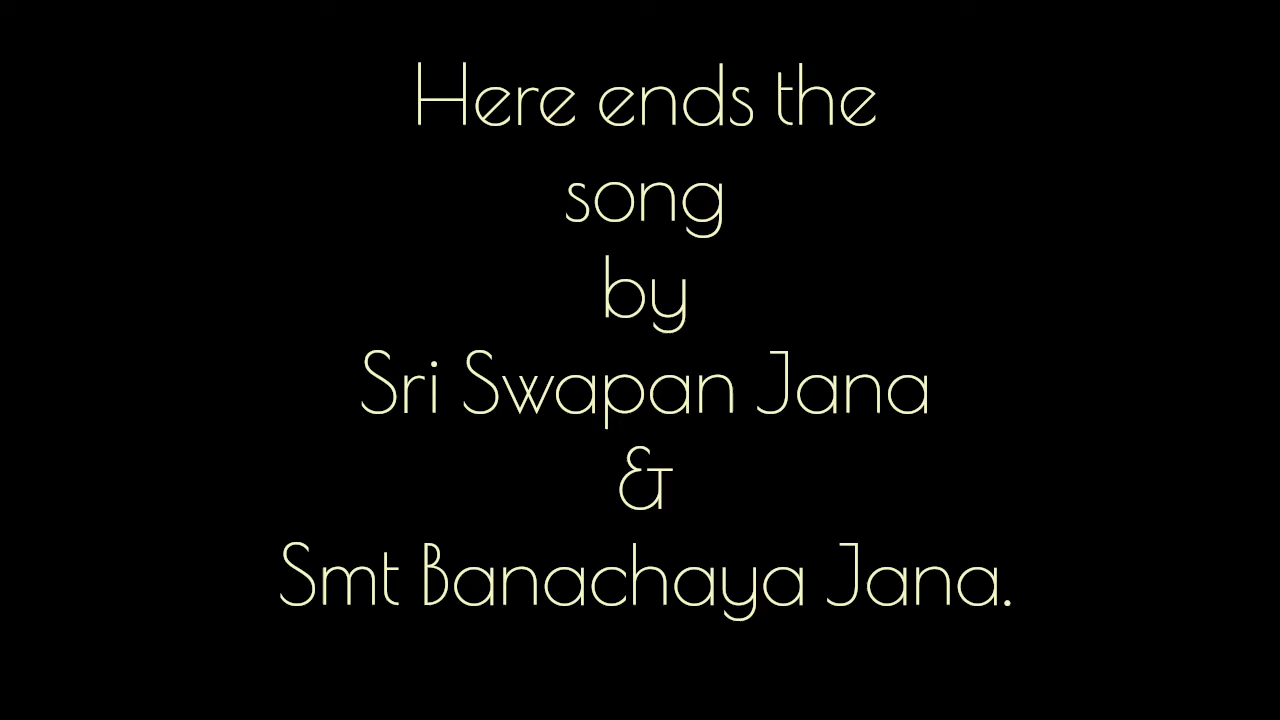 Here ends the
song
by
Sri Swapan Jana
&
Smt Banachaya Jana.